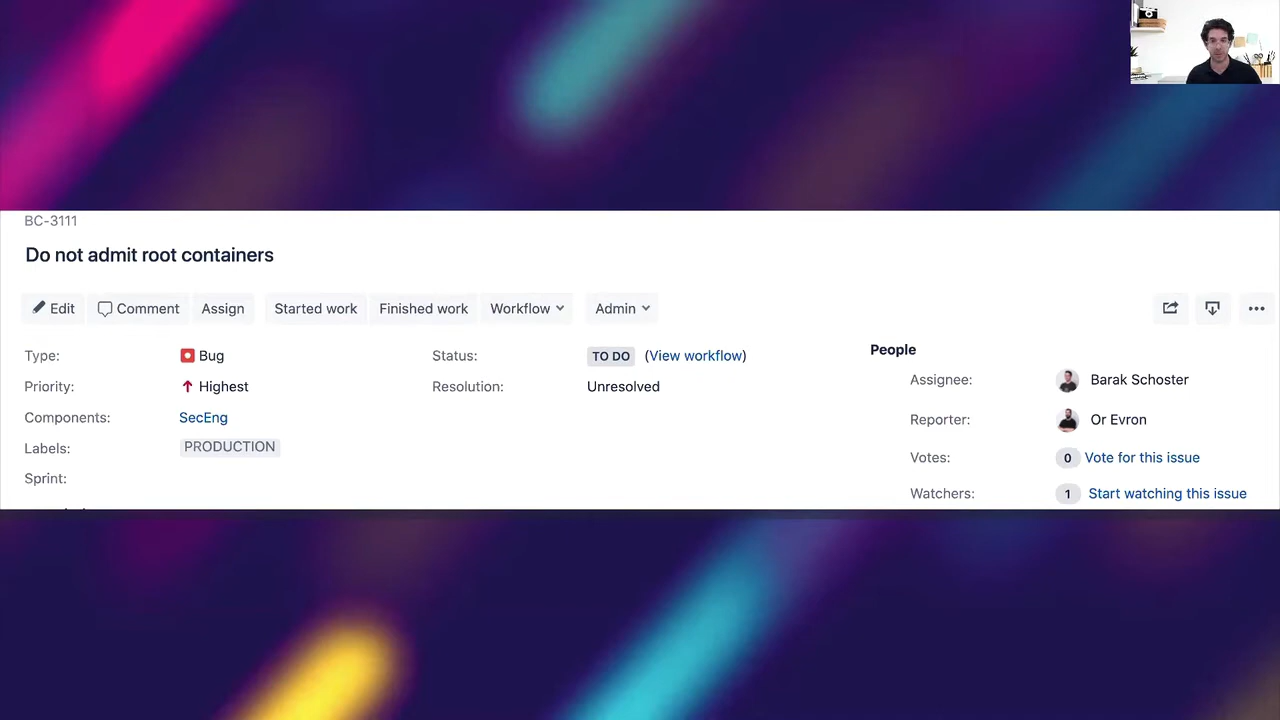 BC-3111
Do not admit root containers
Edit Comment Assign Started work Finished work Workflow Admin
Type: Bug Status: TO DO (View workflow) People
Priority: Highest Resolution: Unresolved Assignee: Barak Schoster
Components: SecEng Reporter: Or Evron
Labels: PRODUCTION Votes: 0 Vote for this issue
Sprint: Watchers: 1 Start watching this issue